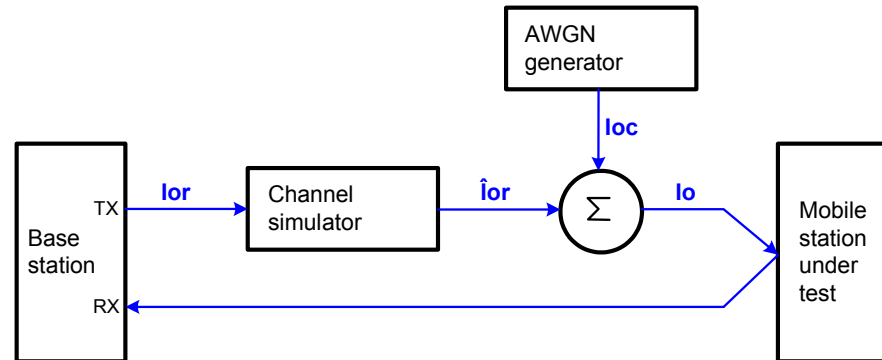 AWGN
generator
Ioc
TX
Ior
Channel
simulator
Îor
Σ
Io
Base
station
Mobile
station
under
test
RX